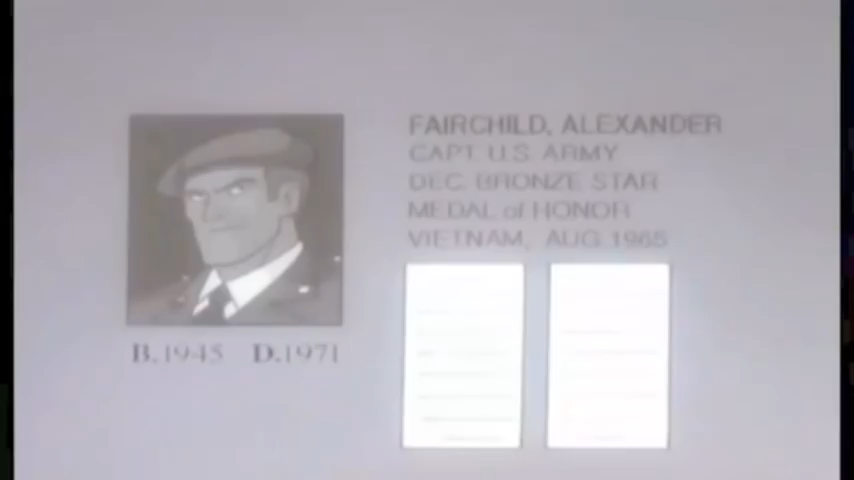 FAIRCHILD, ALEXANDER
CAPT. U.S. ARMY
DEC. BRONZE STAR
MEDAL of HONOR
VIETNAM, AUG 1965
B.1945 D.1971